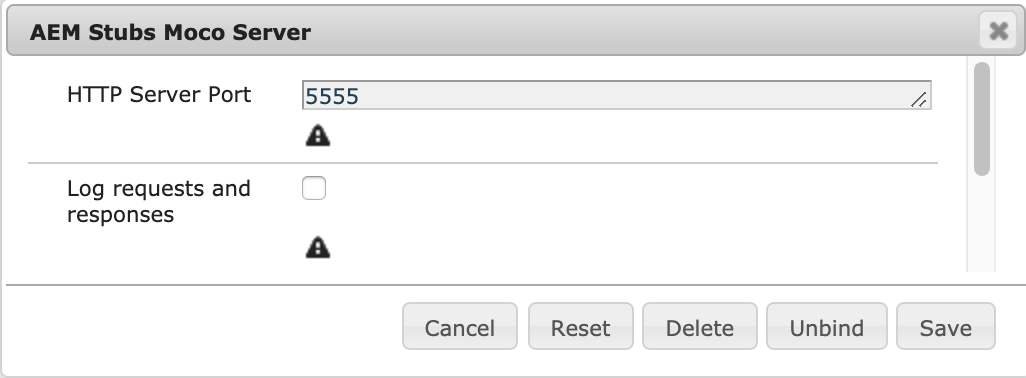 AEM Stubs Moco Server
HTTP Server Port
5555
Log requests and
responses
Cancel Reset Delete Unbind Save